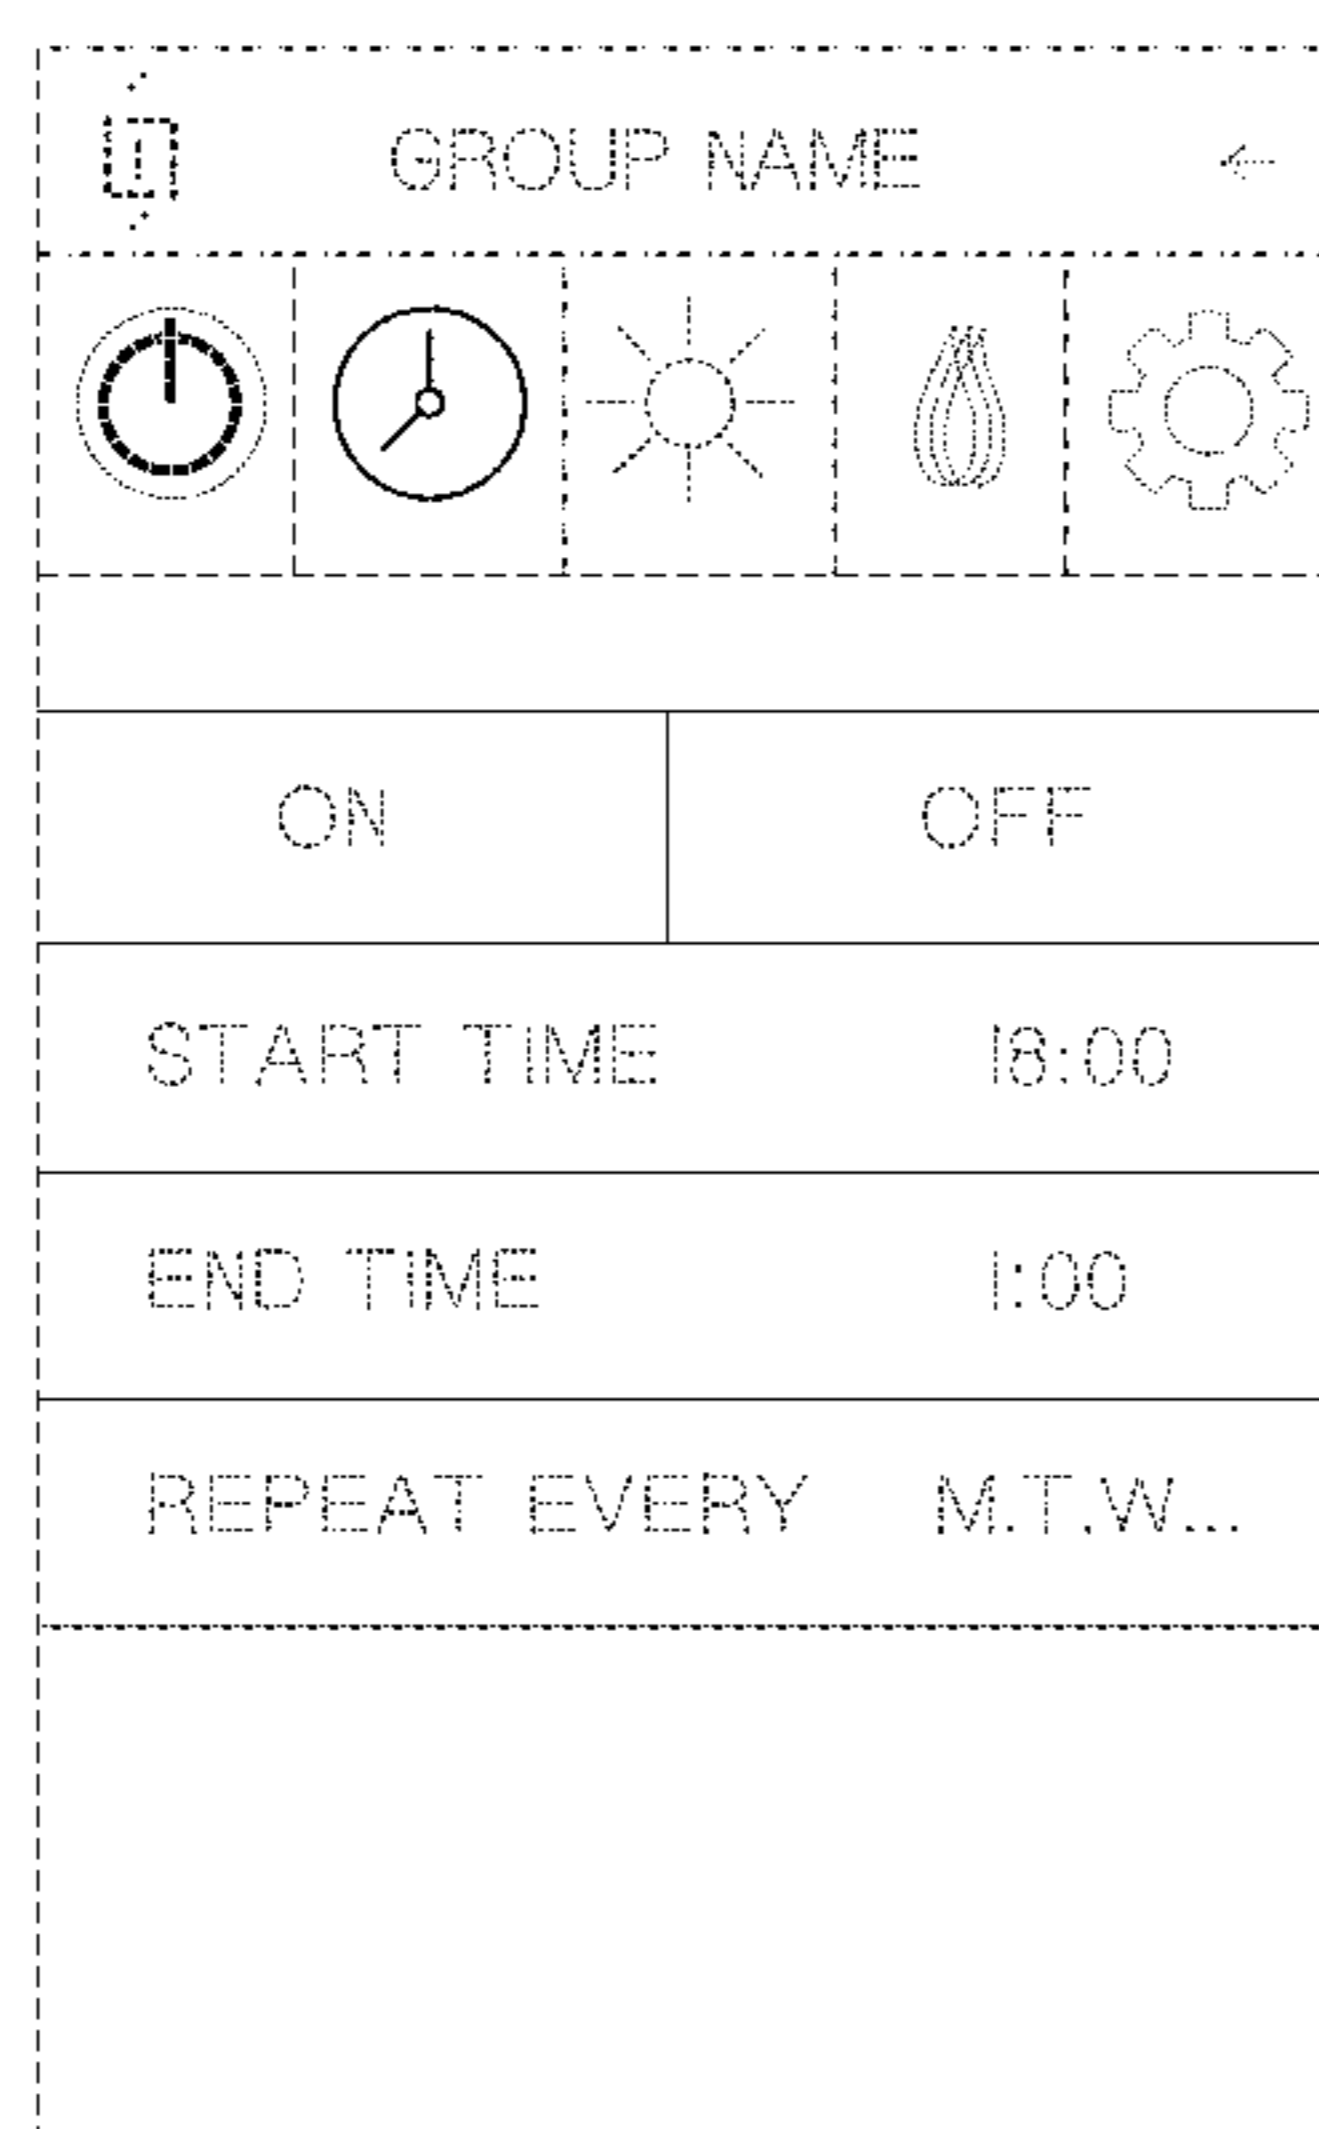 GROUP NAME ←
ON OFF
START TIME 18:00
END TIME 1:00
REPEAT EVERY M.T.W...